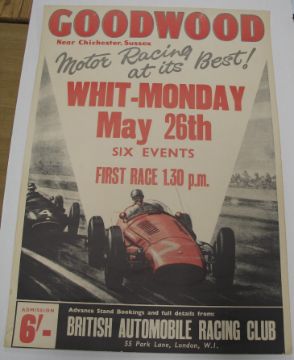 GOODWOOD
Near Chichester, Sussex
Motor Racing
at its Best!
WHIT-MONDAY
May 26th
SIX EVENTS
FIRST RACE 1.30 p.m.
2
ADMISSION
6/-
Advance Stand Bookings and full details from:
BRITISH AUTOMOBILE RACING CLUB
55 Park Lane, London, W.1.